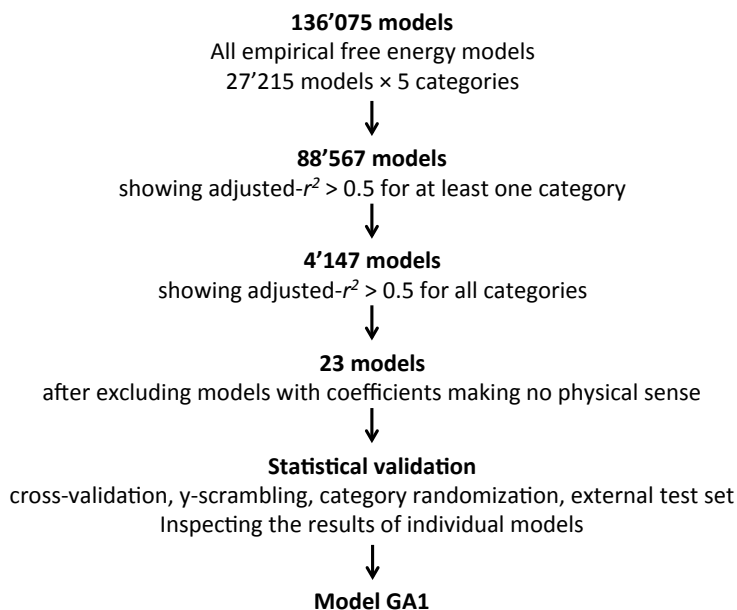 136’075 models
All empirical free energy models
27’215 models × 5 categories
88’567 models
showing adjusted-r² > 0.5 for at least one category
4’147 models
showing adjusted-r² > 0.5 for all categories
23 models
after excluding models with coefficients making no physical sense
Statistical validation
cross-validation, y-scrambling, category randomization, external test set
Inspecting the results of individual models
Model GA1